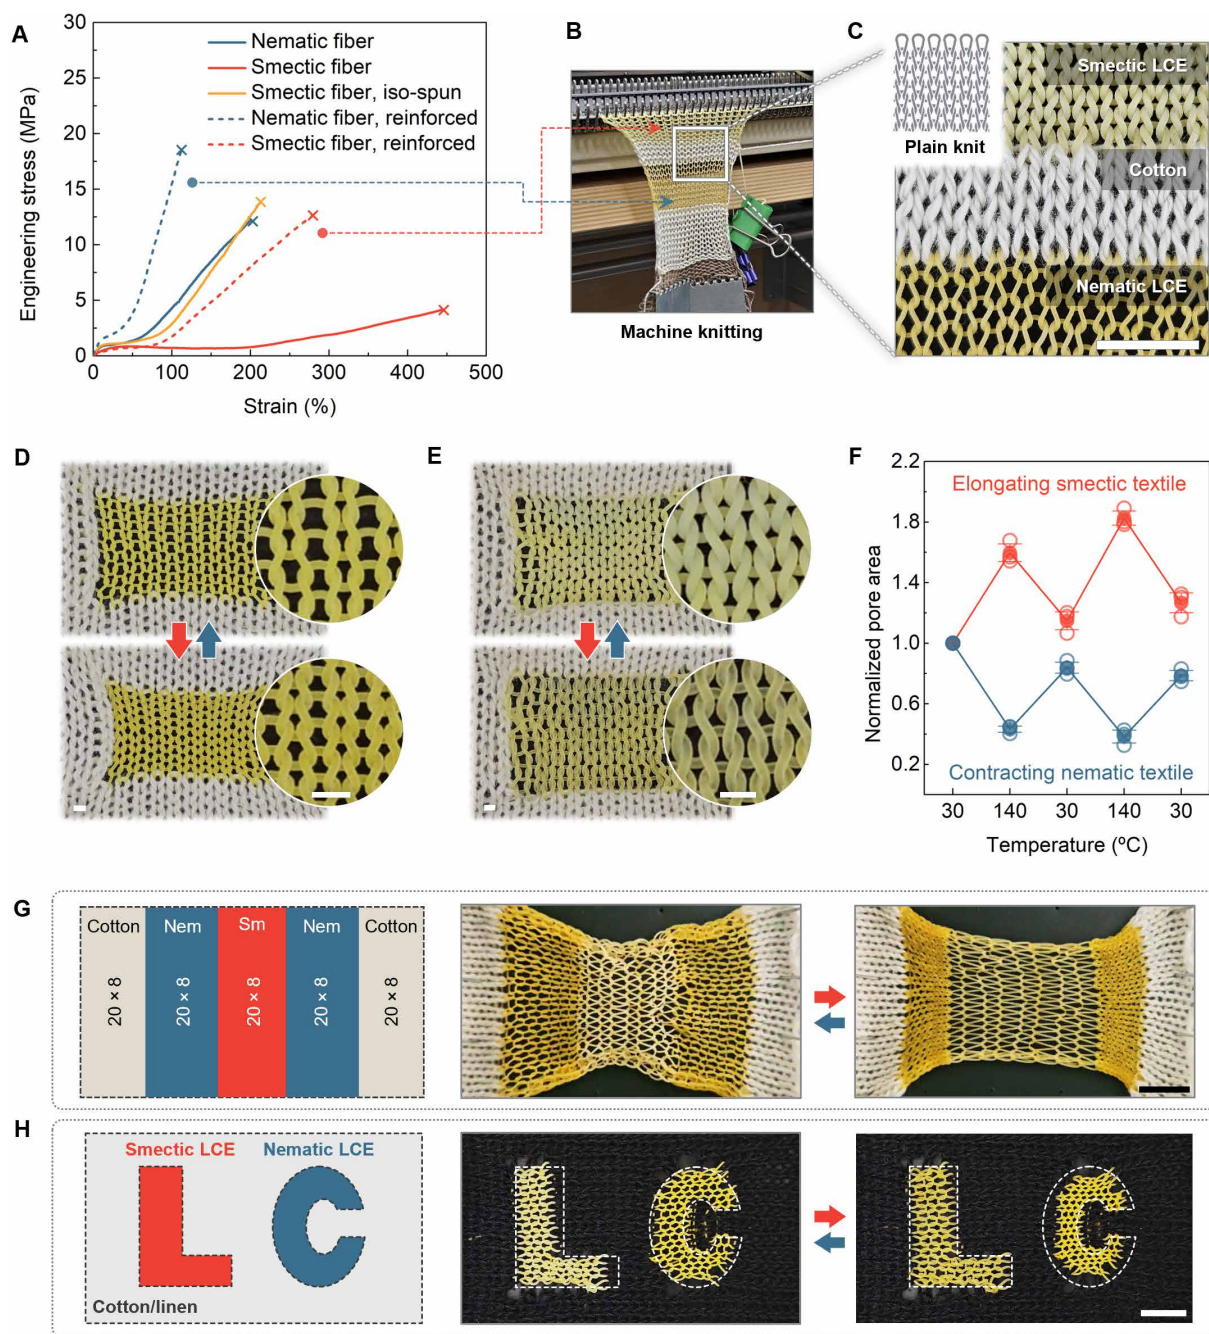 A
30
25
20
15
10
5
0
Engineering stress (MPa)
Nematic fiber
Smectic fiber
Smectic fiber, iso-spun
Nematic fiber, reinforced
Smectic fiber, reinforced
0 100 200 300 400 500
Strain (%)
B
Machine knitting
C
Plain knit
Smectic LCE
Cotton
Nematic LCE
D
E
F
2.2
1.8
1.4
1.0
0.6
0.2
Normalized pore area
Elongating smectic textile
Contracting nematic textile
30 140 30 140 30
Temperature (ºC)
G
Cotton Nem Sm Nem Cotton
20 × 8 20 × 8 20 × 8 20 × 8 20 × 8
H
Smectic LCE Nematic LCE
L C
Cotton/linen
L C
L C